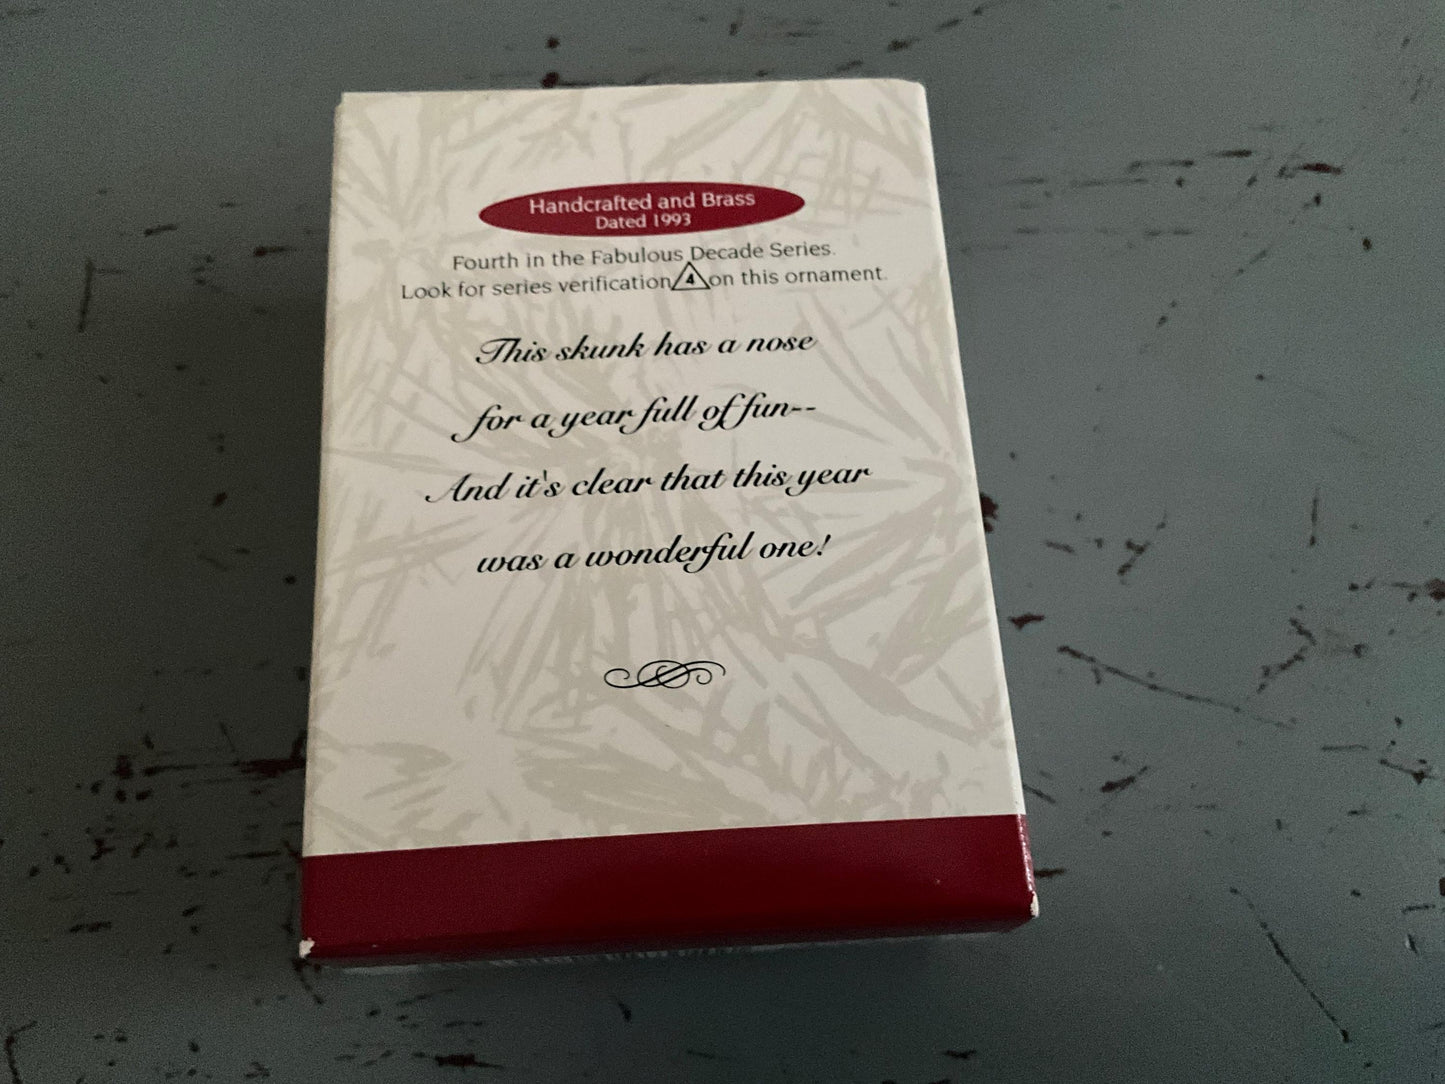 Handcrafted and Brass
Dated 1993
Fourth in the Fabulous Decade Series.
Look for series verification 4 on this ornament.
This skunk has a nose
for a year full of fun--
And it's clear that this year
was a wonderful one!